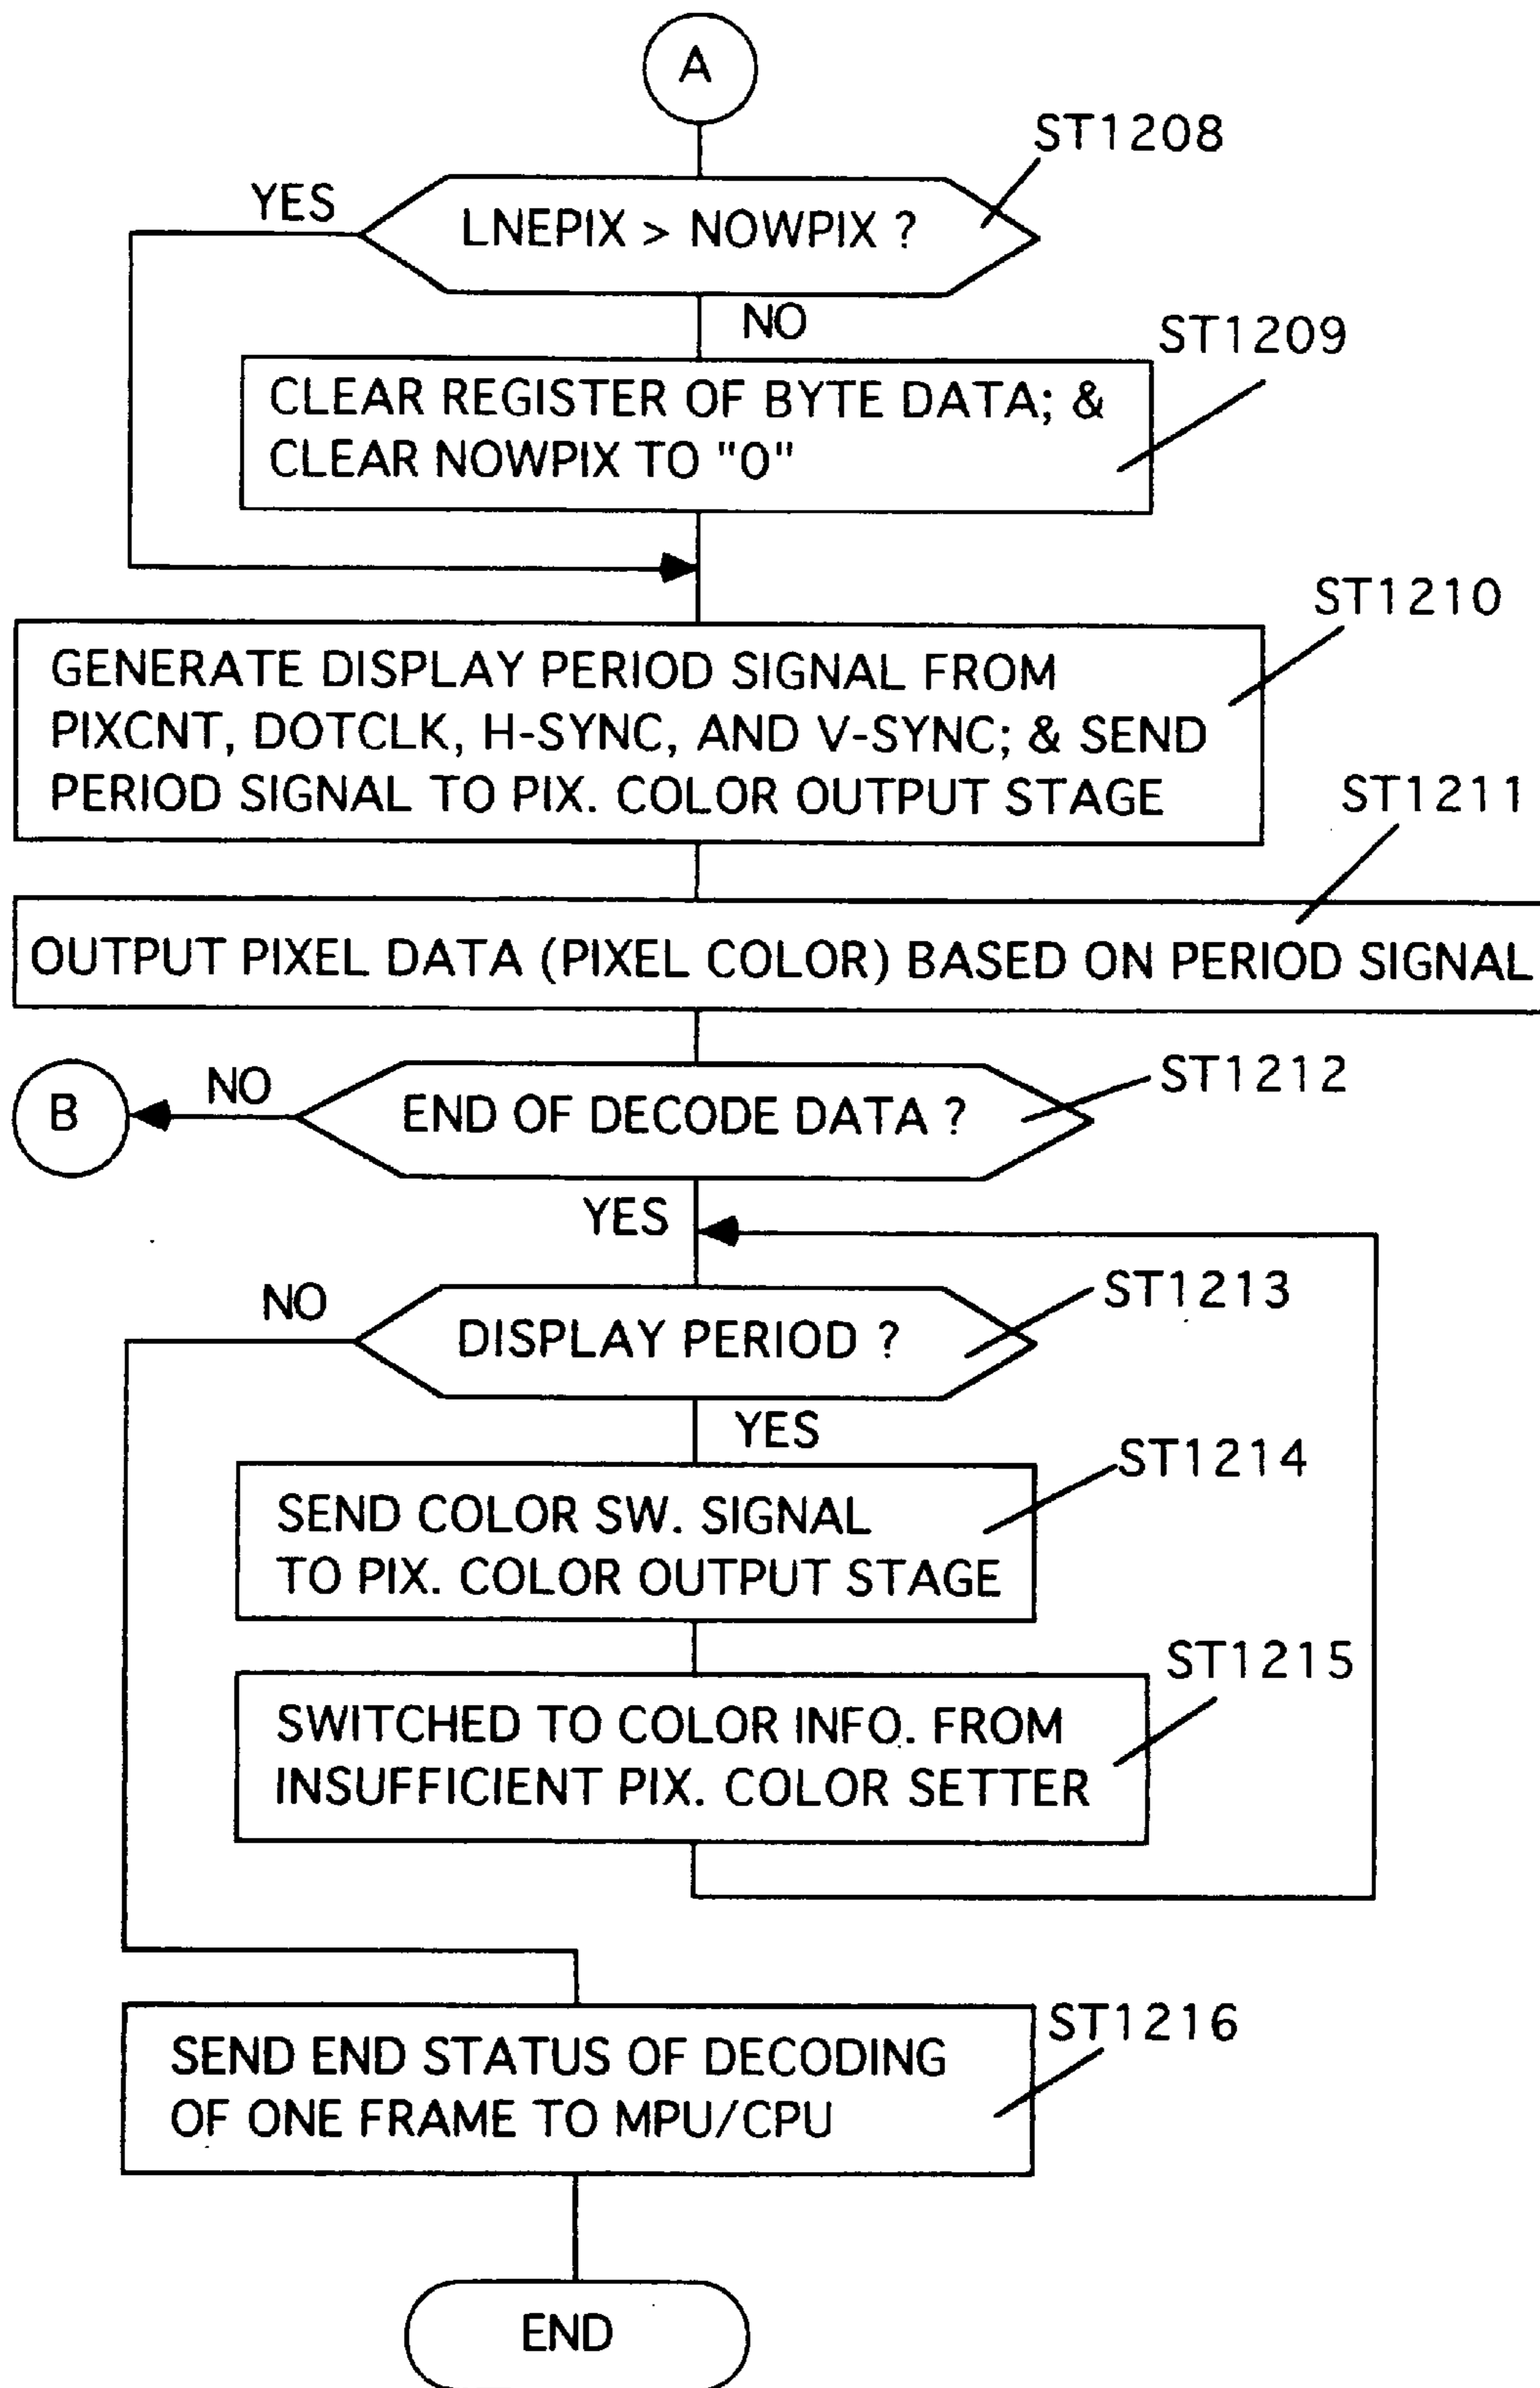 A
ST1208
YES
LNEPIX > NOWPIX ?
NO
ST1209
CLEAR REGISTER OF BYTE DATA; &
CLEAR NOWPIX TO "0"
ST1210
GENERATE DISPLAY PERIOD SIGNAL FROM
PIXCNT, DOTCLK, H-SYNC, AND V-SYNC; & SEND
PERIOD SIGNAL TO PIX. COLOR OUTPUT STAGE
ST1211
OUTPUT PIXEL DATA (PIXEL COLOR) BASED ON PERIOD SIGNAL
B
NO
END OF DECODE DATA ?
ST1212
YES
NO
DISPLAY PERIOD ?
ST1213
YES
ST1214
SEND COLOR SW. SIGNAL
TO PIX. COLOR OUTPUT STAGE
ST1215
SWITCHED TO COLOR INFO. FROM
INSUFFICIENT PIX. COLOR SETTER
ST1216
SEND END STATUS OF DECODING
OF ONE FRAME TO MPU/CPU
END